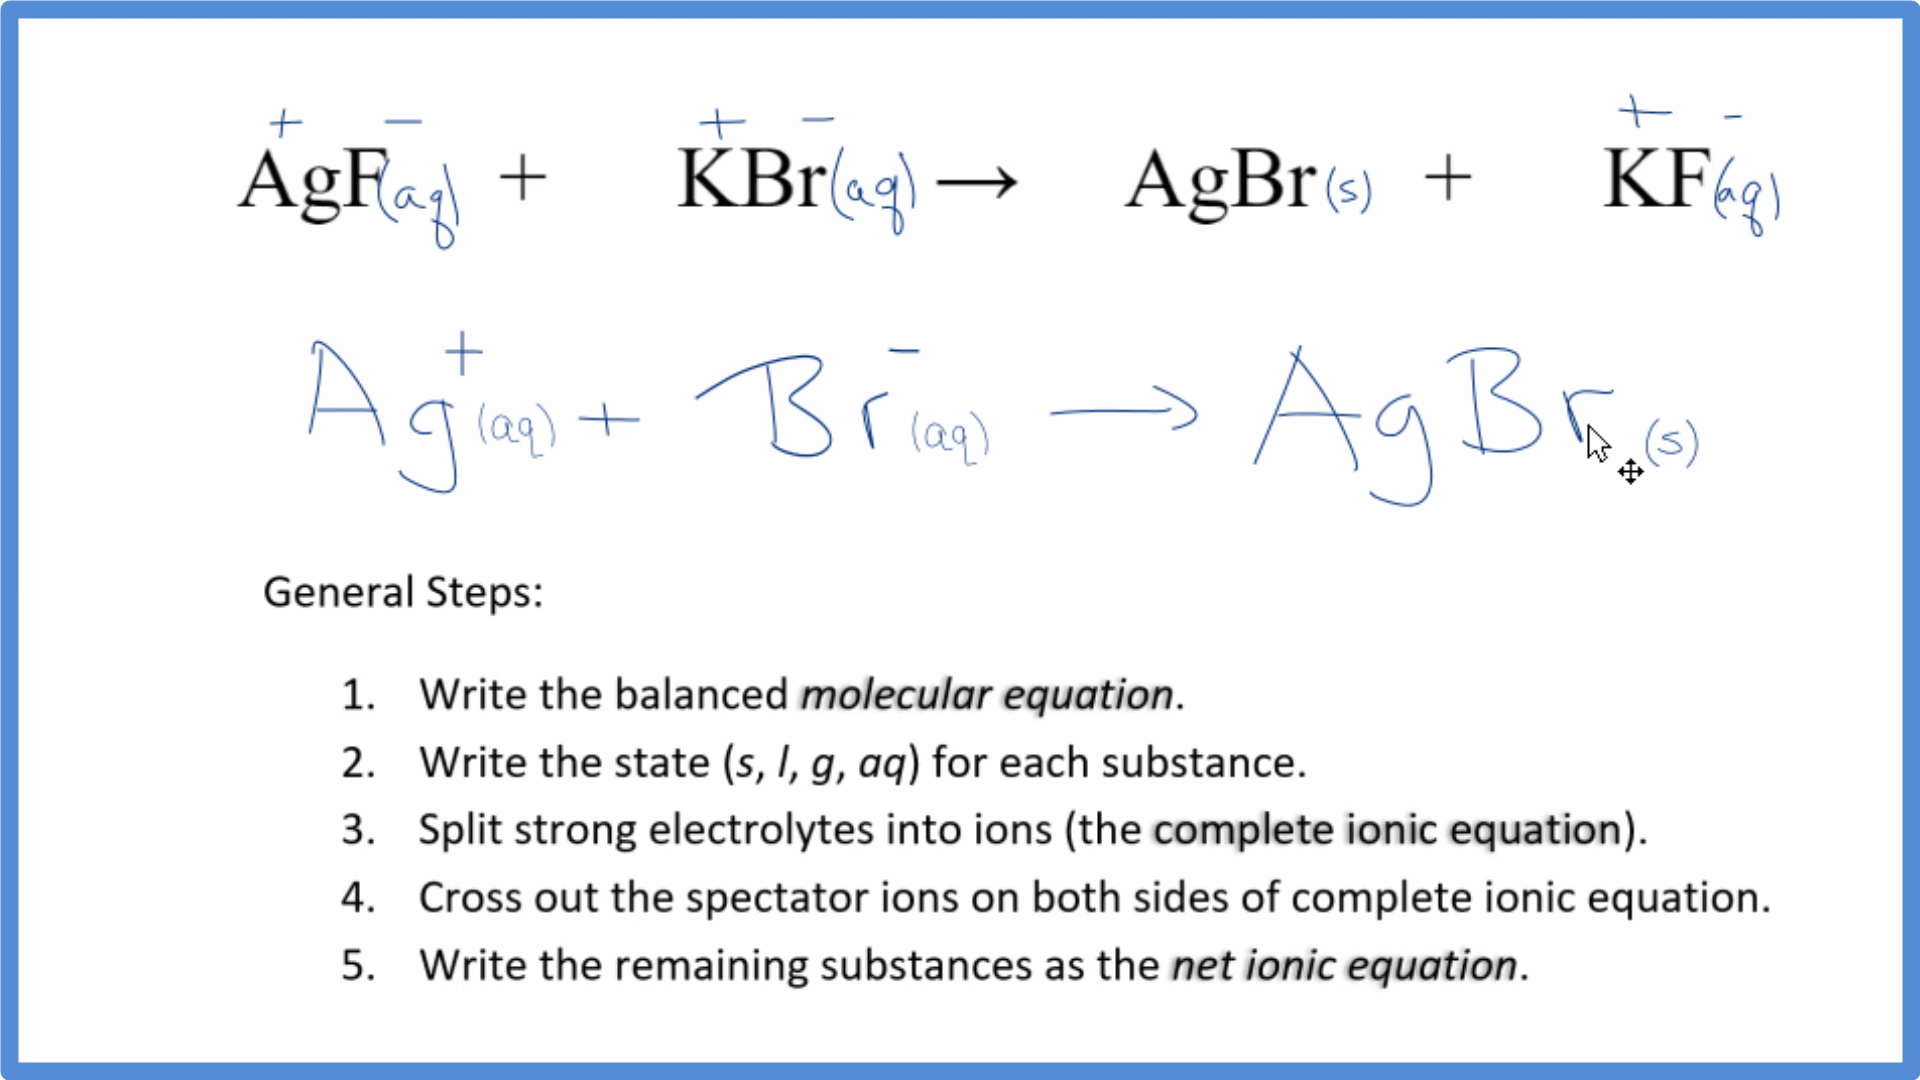 + − + − + -
AgF(aq) + KBr(aq) → AgBr(s) + KF(aq)
Ag⁺(aq) + Br⁻(aq) → AgBr(s)
General Steps:
1. Write the balanced molecular equation.
2. Write the state (s, l, g, aq) for each substance.
3. Split strong electrolytes into ions (the complete ionic equation).
4. Cross out the spectator ions on both sides of complete ionic equation.
5. Write the remaining substances as the net ionic equation.